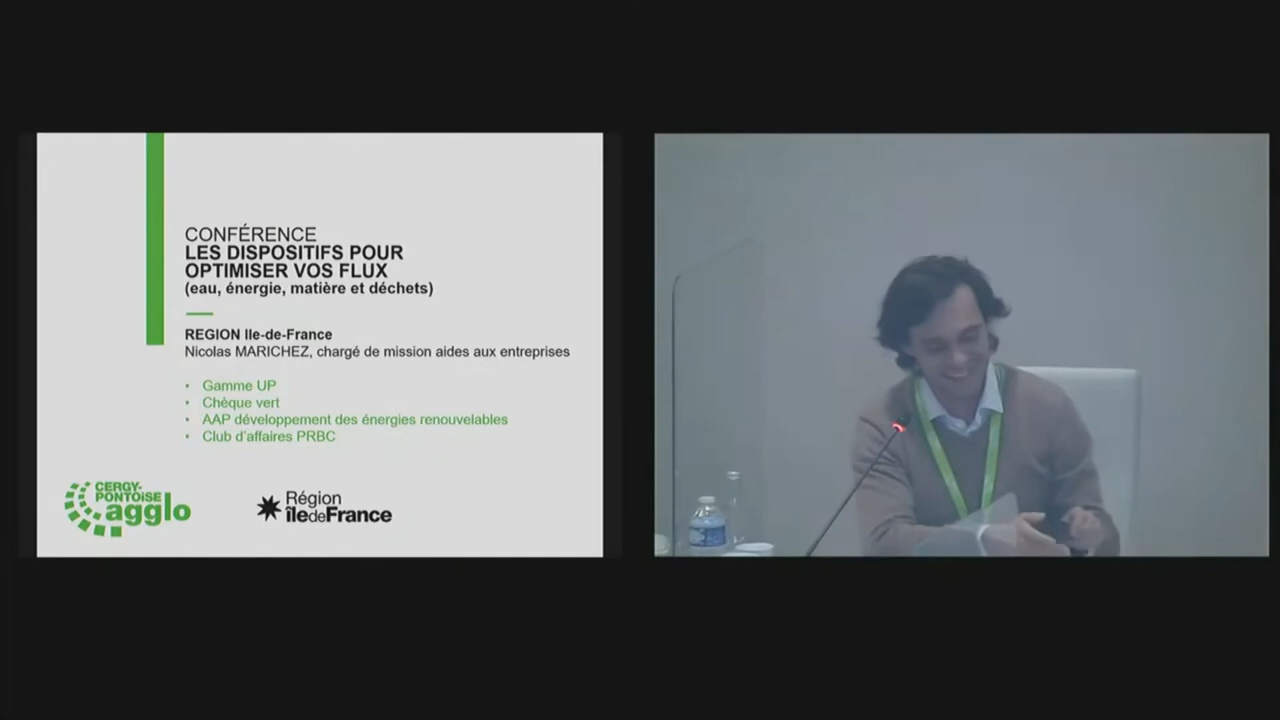 CONFÉRENCE
LES DISPOSITIFS POUR
OPTIMISER VOS FLUX
(eau, énergie, matière et déchets)
REGION Ile-de-France
Nicolas MARICHEZ, chargé de mission aides aux entreprises
• Gamme UP
• Chèque vert
• AAP développement des énergies renouvelables
• Club d'affaires PRBC
CERGY-
PONTOISE
agglo
Région
îledeFrance